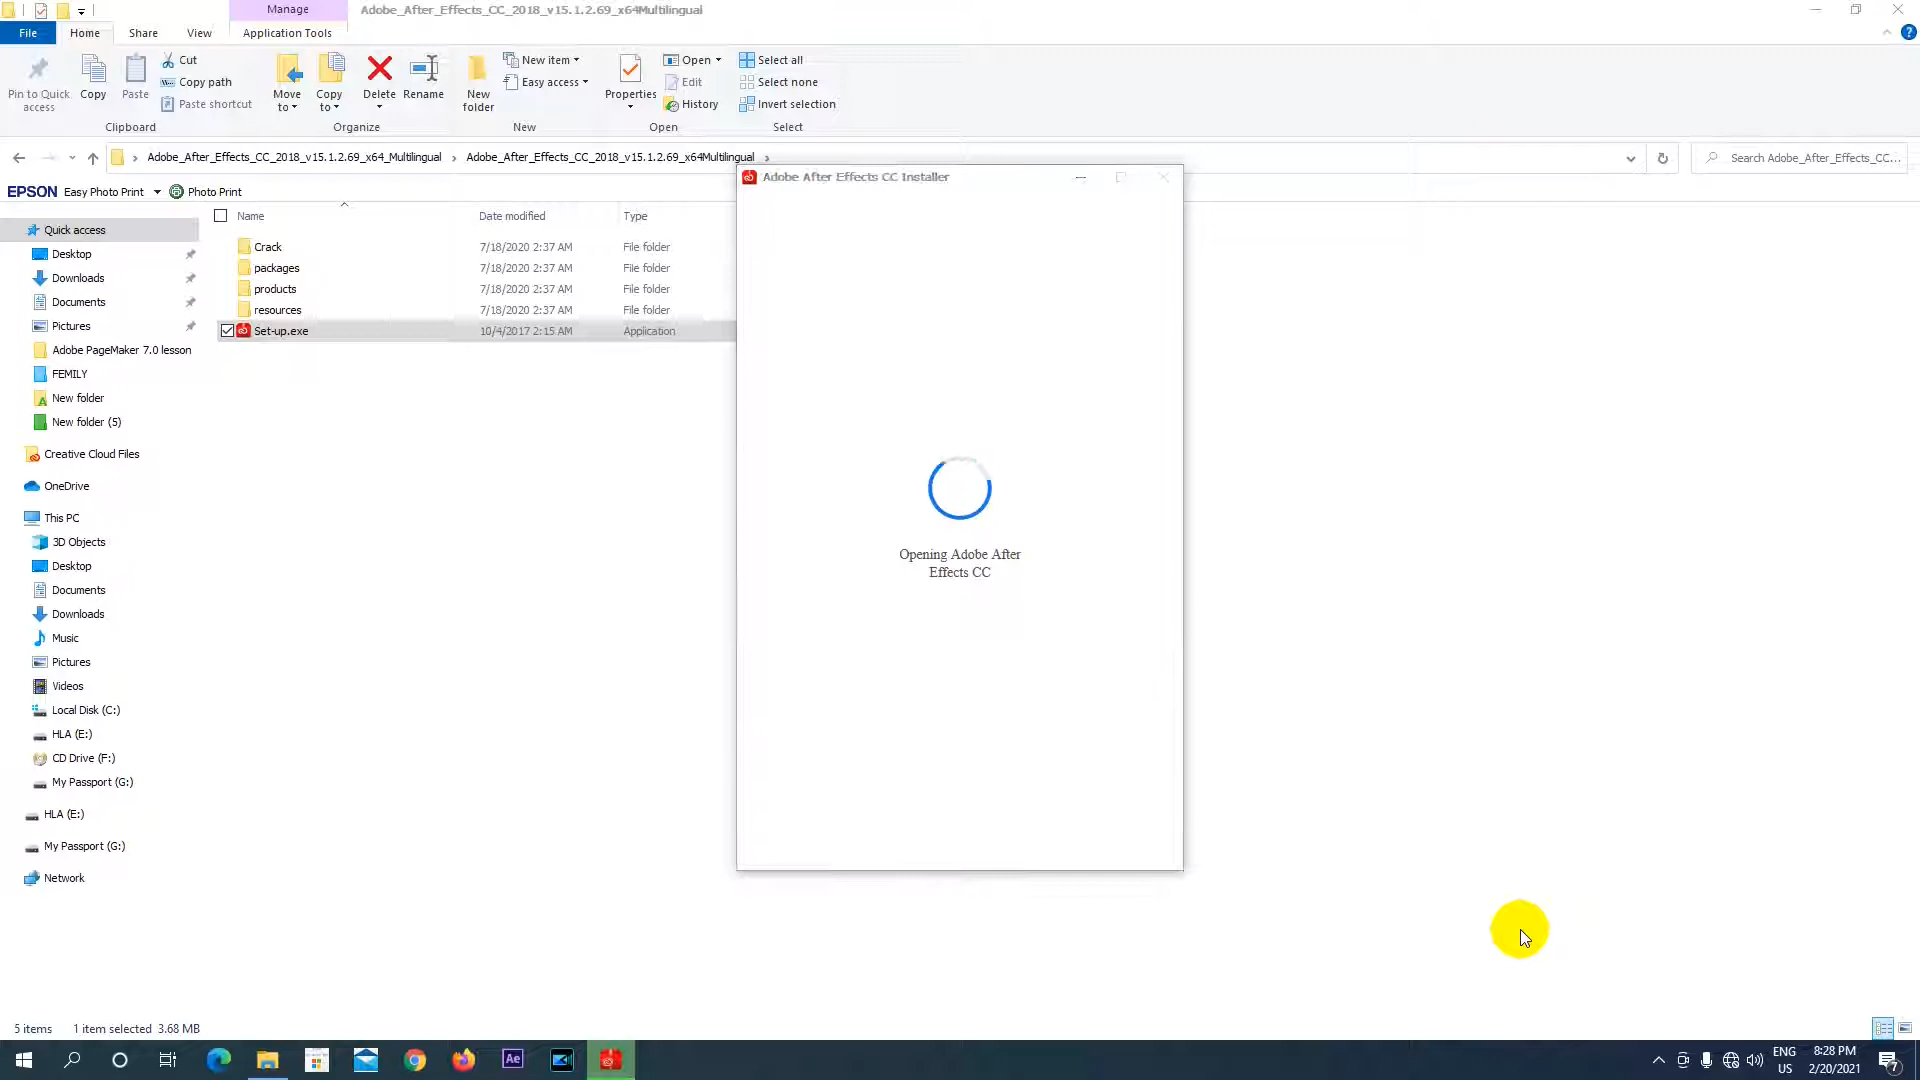 Manage
Adobe_After_Effects_CC_2018_v15.1.2.69_x64Multilingual
File
Home
Share
View
Application Tools
Pin to Quick
access
Copy
Paste
Cut
Copy path
Paste shortcut
Clipboard
Move
to
Copy
to
Delete
Rename
Organize
New
folder
New item
Easy access
New
Properties
Open
Edit
History
Open
Select all
Select none
Invert selection
Select
Adobe_After_Effects_CC_2018_v15.1.2.69_x64_Multilingual
Adobe_After_Effects_CC_2018_v15.1.2.69_x64Multilingual
Search Adobe_After_Effects_CC...
EPSON Easy Photo Print
Photo Print
Name
Date modified
Type
Crack 7/18/2020 2:37 AM File folder
packages 7/18/2020 2:37 AM File folder
products 7/18/2020 2:37 AM File folder
resources 7/18/2020 2:37 AM File folder
Set-up.exe 10/4/2017 2:15 AM Application
Quick access
Desktop
Downloads
Documents
Pictures
Adobe PageMaker 7.0 lesson
FEMILY
New folder
New folder (5)
Creative Cloud Files
OneDrive
This PC
3D Objects
Desktop
Documents
Downloads
Music
Pictures
Videos
Local Disk (C:)
HLA (E:)
CD Drive (F:)
My Passport (G:)
HLA (E:)
My Passport (G:)
Network
Adobe After Effects CC Installer
Opening Adobe After
Effects CC
5 items
1 item selected 3.68 MB
Ae
ENG
US
8:28 PM
2/20/2021
7